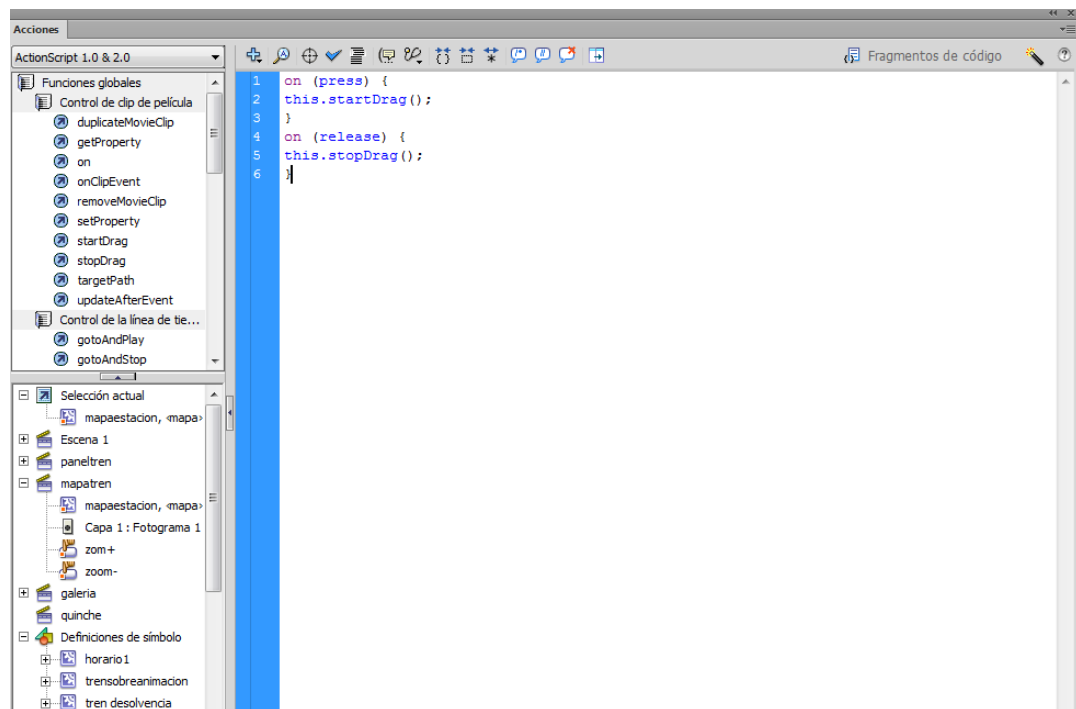 Acciones
ActionScript 1.0 & 2.0
Fragmentos de código
Funciones globales
Control de clip de película
duplicateMovieClip
getProperty
on
onClipEvent
removeMovieClip
setProperty
startDrag
stopDrag
targetPath
updateAfterEvent
Control de la línea de tie...
gotoAndPlay
gotoAndStop
Selección actual
mapaestacion, <mapa>
Escena 1
paneltren
mapatren
mapaestacion, <mapa>
Capa 1 : Fotograma 1
zom+
zoom-
galeria
quinche
Definiciones de símbolo
horario1
trensobreanimacion
tren desolvencia
1 on (press) {
2 this.startDrag();
3 }
4 on (release) {
5 this.stopDrag();
6 }